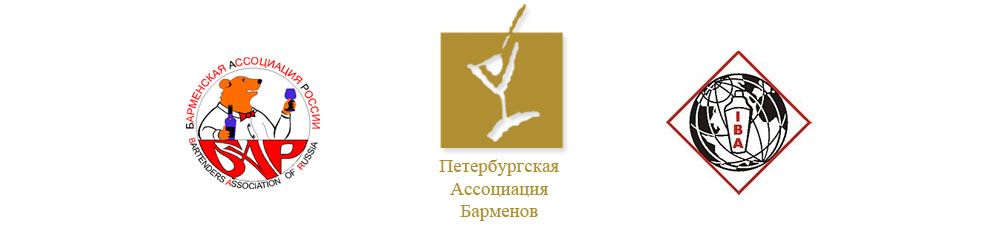 БАРМЕНСКАЯ АССОЦИАЦИЯ РОССИИ
БАР
BARTENDERS ASSOCIATION OF RUSSIA
Петербургская
Ассоциация
Барменов
IBA